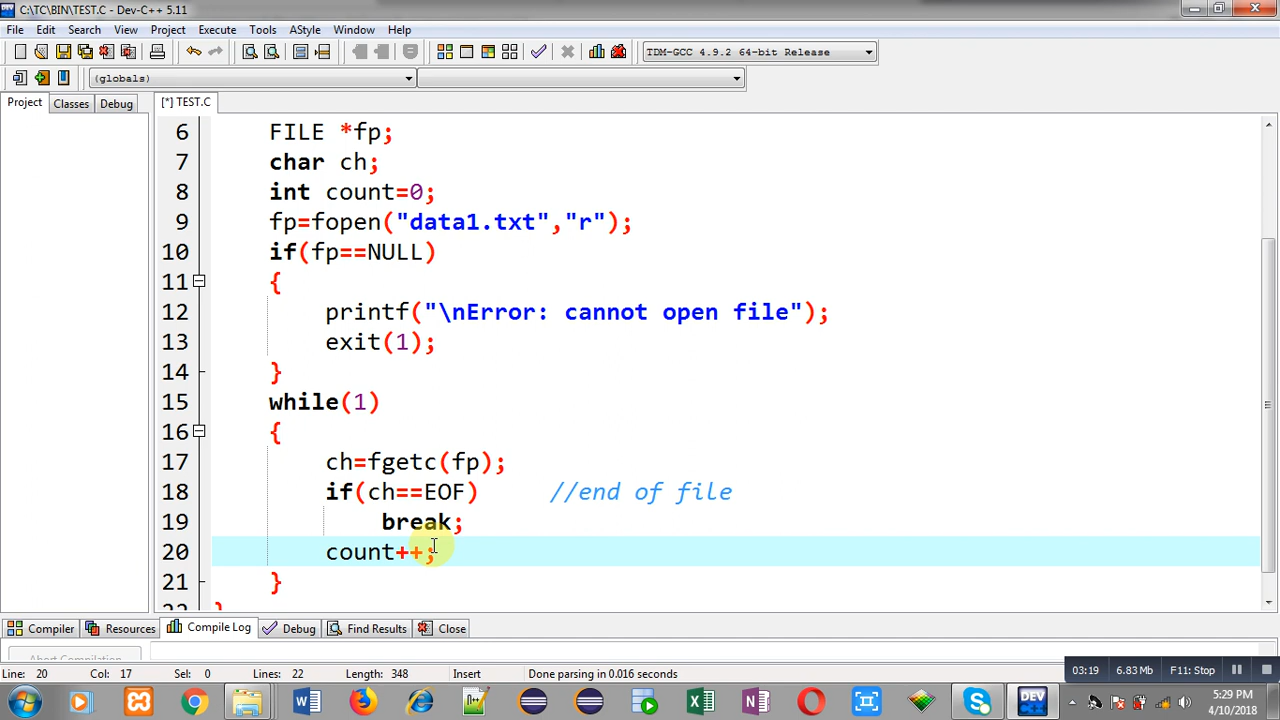 C:\TC\BIN\TEST.C - Dev-C++ 5.11
File Edit Search View Project Execute Tools AStyle Window Help
TDM-GCC 4.9.2 64-bit Release
(globals)
Project Classes Debug [*] TEST.C
6 FILE *fp;
7 char ch;
8 int count=0;
9 fp=fopen("data1.txt","r");
10 if(fp==NULL)
11 {
12 printf("\nError: cannot open file");
13 exit(1);
14 }
15 while(1)
16 {
17 ch=fgetc(fp);
18 if(ch==EOF) //end of file
19 break;
20 count++;
21 }
22 }
Compiler Resources Compile Log Debug Find Results Close
Abort Compilation
Line: 20 Col: 17 Sel: 0 Lines: 22 Length: 348 Insert Done parsing in 0.016 seconds
03:19 6.83 Mb F11: Stop
DEV
5:29 PM
4/10/2018